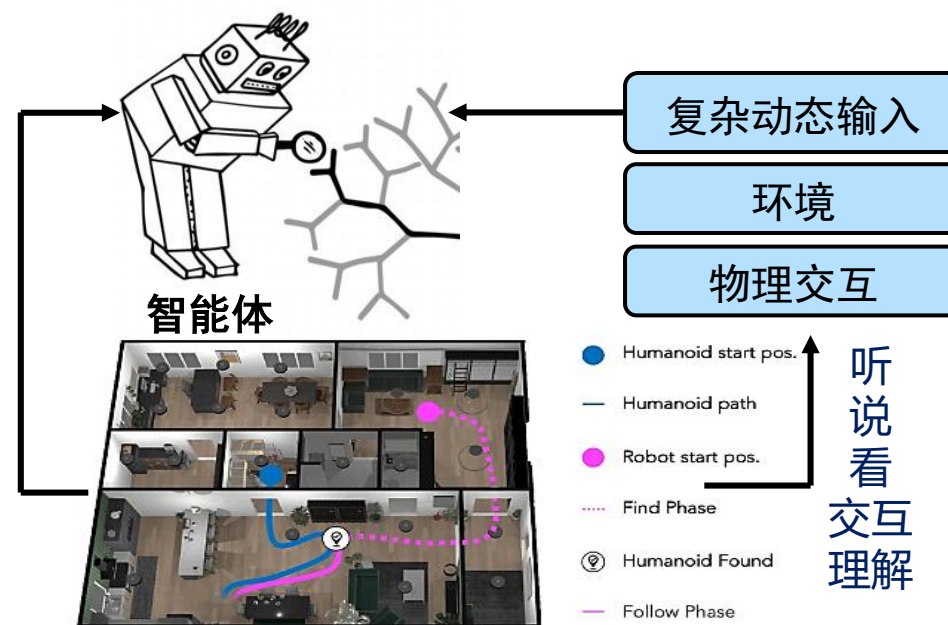 复杂动态输入
环境
物理交互
智能体
Humanoid start pos.
Humanoid path
Robot start pos.
Find Phase
Humanoid Found
Follow Phase
听
说
看
交互
理解